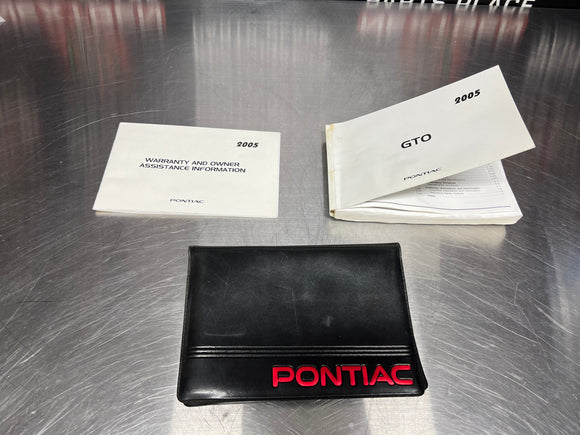 2005
WARRANTY AND OWNER
ASSISTANCE INFORMATION
PONTIAC
2005
GTO
PONTIAC
PONTIAC